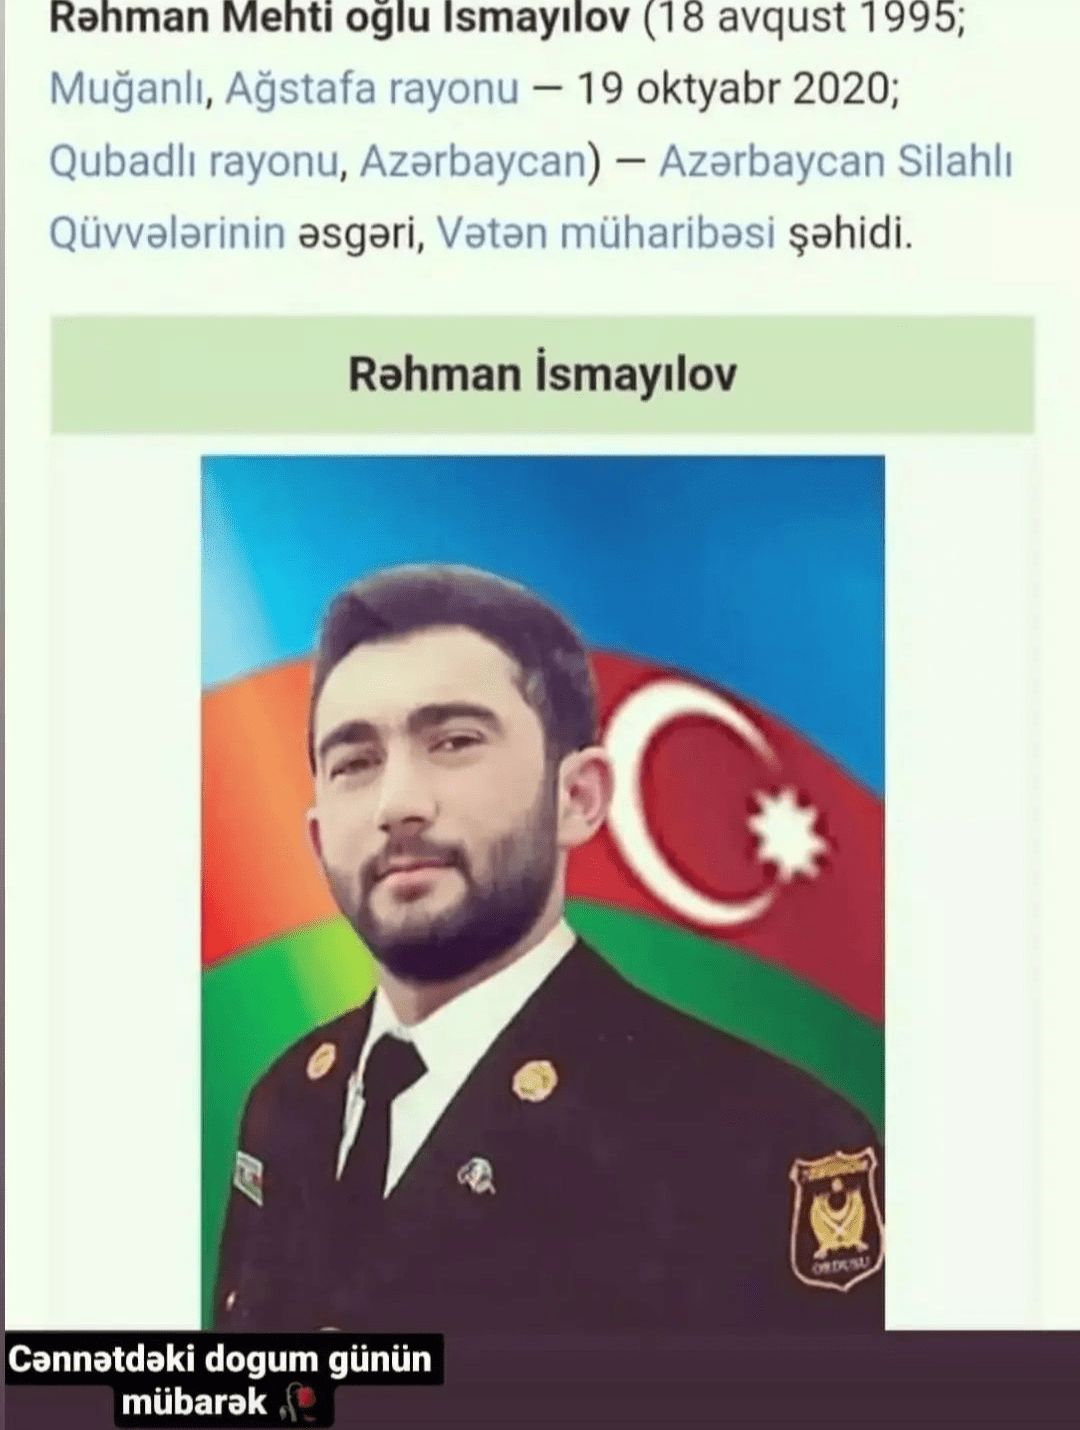 Rəhman Mehti oğlu İsmayılov (18 avqust 1995;
Muğanlı, Ağstafa rayonu — 19 oktyabr 2020;
Qubadlı rayonu, Azərbaycan) — Azərbaycan Silahlı
Qüvvələrinin əsgəri, Vətən müharibəsi şəhidi.
Rəhman İsmayılov
ORDUSU
Cənnətdəki dogum günün
mübarək 🥀